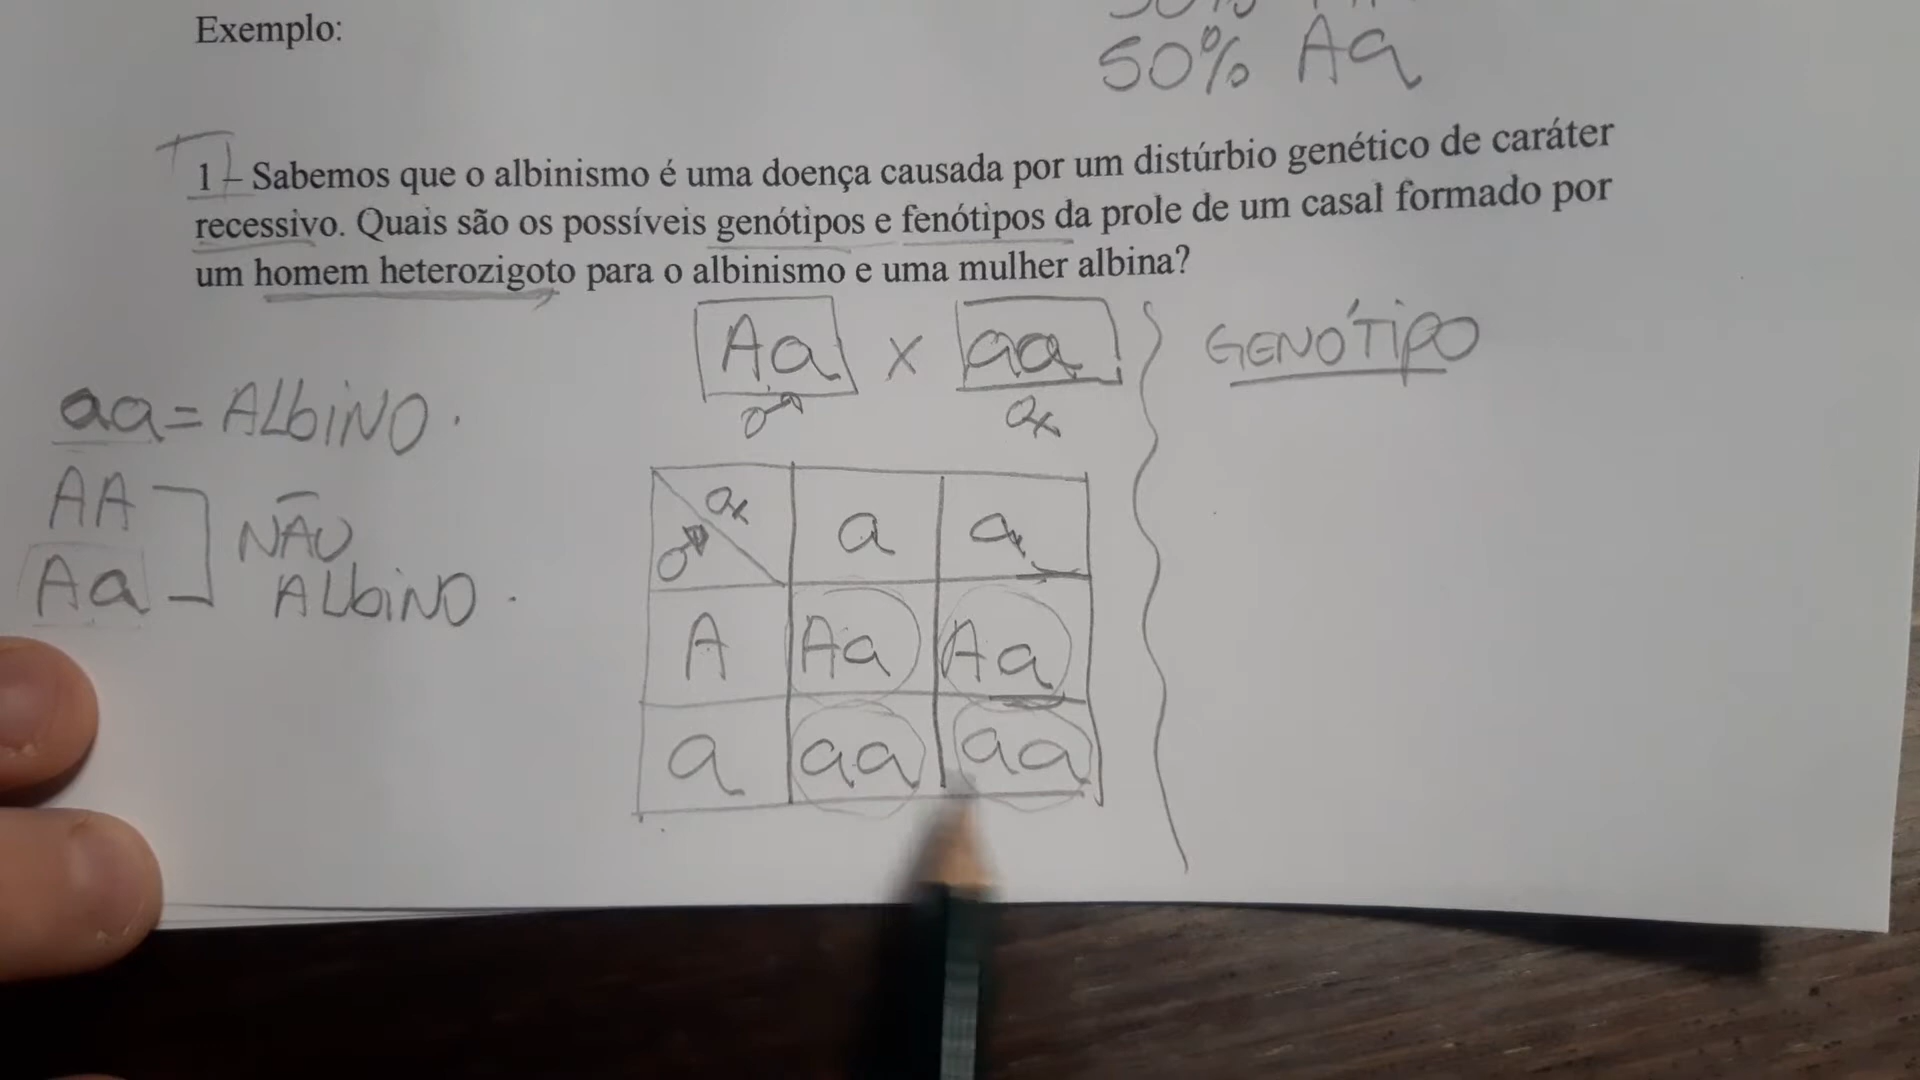 Exemplo:
50% Aa
1 – Sabemos que o albinismo é uma doença causada por um distúrbio genético de caráter
recessivo. Quais são os possíveis genótipos e fenótipos da prole de um casal formado por
um homem heterozigoto para o albinismo e uma mulher albina?
Aa x aa
♂ ♀
GENÓTIPO
aa = ALbiNO.
AA
Aa
NÃO
ALbiNO.
♂ ♀ a a
A Aa Aa
a aa aa